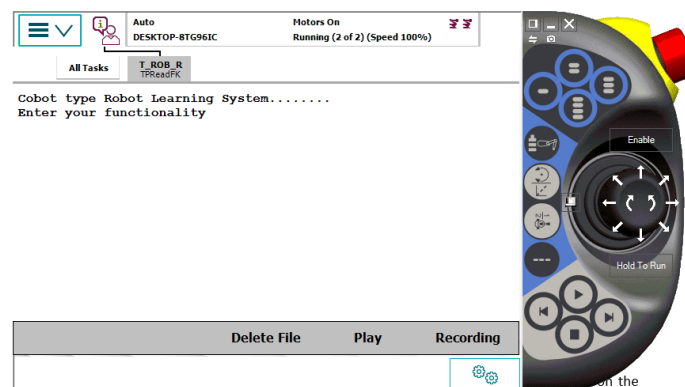 Auto
DESKTOP-8TG96IC
Motors On
Running (2 of 2) (Speed 100%)
All Tasks
T_ROB_R
TPReadFK
Cobot type Robot Learning System........
Enter your functionality
Enable
Hold To Run
Delete File Play Recording
on the